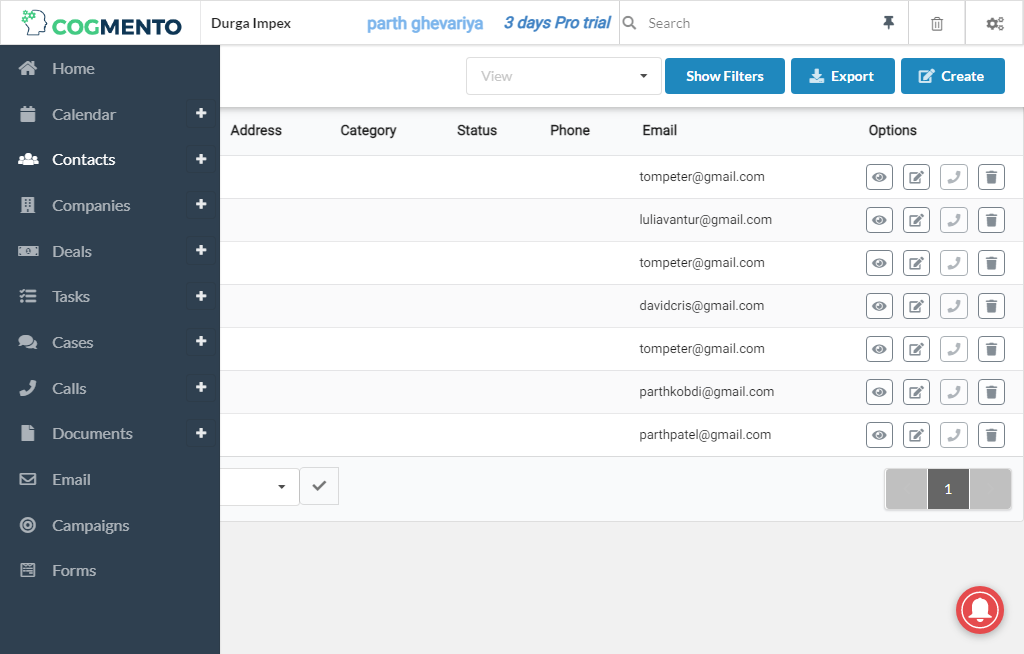 COGMENTO
Durga Impex
parth ghevariya
3 days Pro trial
Search
Home
Calendar
Contacts
Companies
Deals
Tasks
Cases
Calls
Documents
Email
Campaigns
Forms
View
Show Filters
Export
Create
Address Category Status Phone Email Options
tompeter@gmail.com
luliavantur@gmail.com
tompeter@gmail.com
davidcris@gmail.com
tompeter@gmail.com
parthkobdi@gmail.com
parthpatel@gmail.com
1